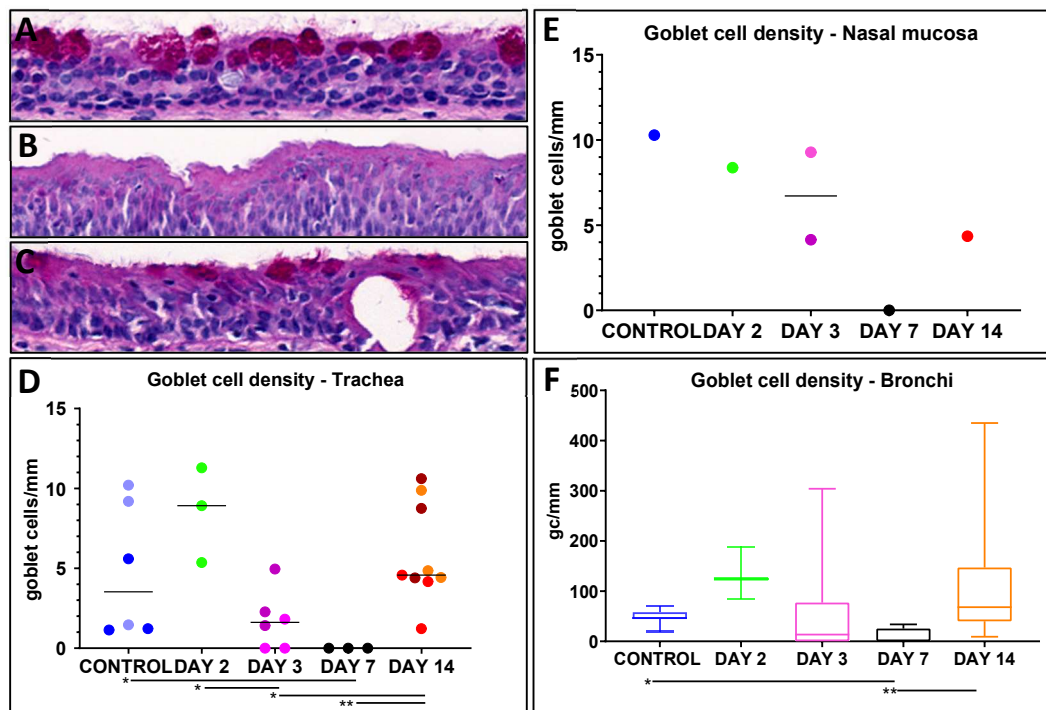 A
B
C
D
Goblet cell density - Trachea
goblet cells/mm
15
10
5
0
CONTROL DAY 2 DAY 3 DAY 7 DAY 14
*
*
*
**
E
Goblet cell density - Nasal mucosa
goblet cells/mm
15
10
5
0
CONTROL DAY 2 DAY 3 DAY 7 DAY 14
F
Goblet cell density - Bronchi
gc/mm
500
400
300
200
100
0
CONTROL DAY 2 DAY 3 DAY 7 DAY 14
*
**